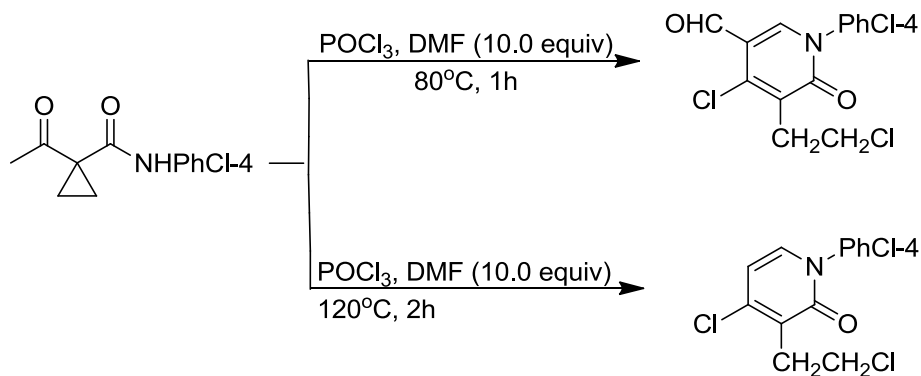 POCl3, DMF (10.0 equiv)
80°C, 1h
OHC
N
PhCl-4
Cl
O
CH2CH2Cl
O
O
NHPhCl-4
POCl3, DMF (10.0 equiv)
120°C, 2h
N
PhCl-4
Cl
O
CH2CH2Cl